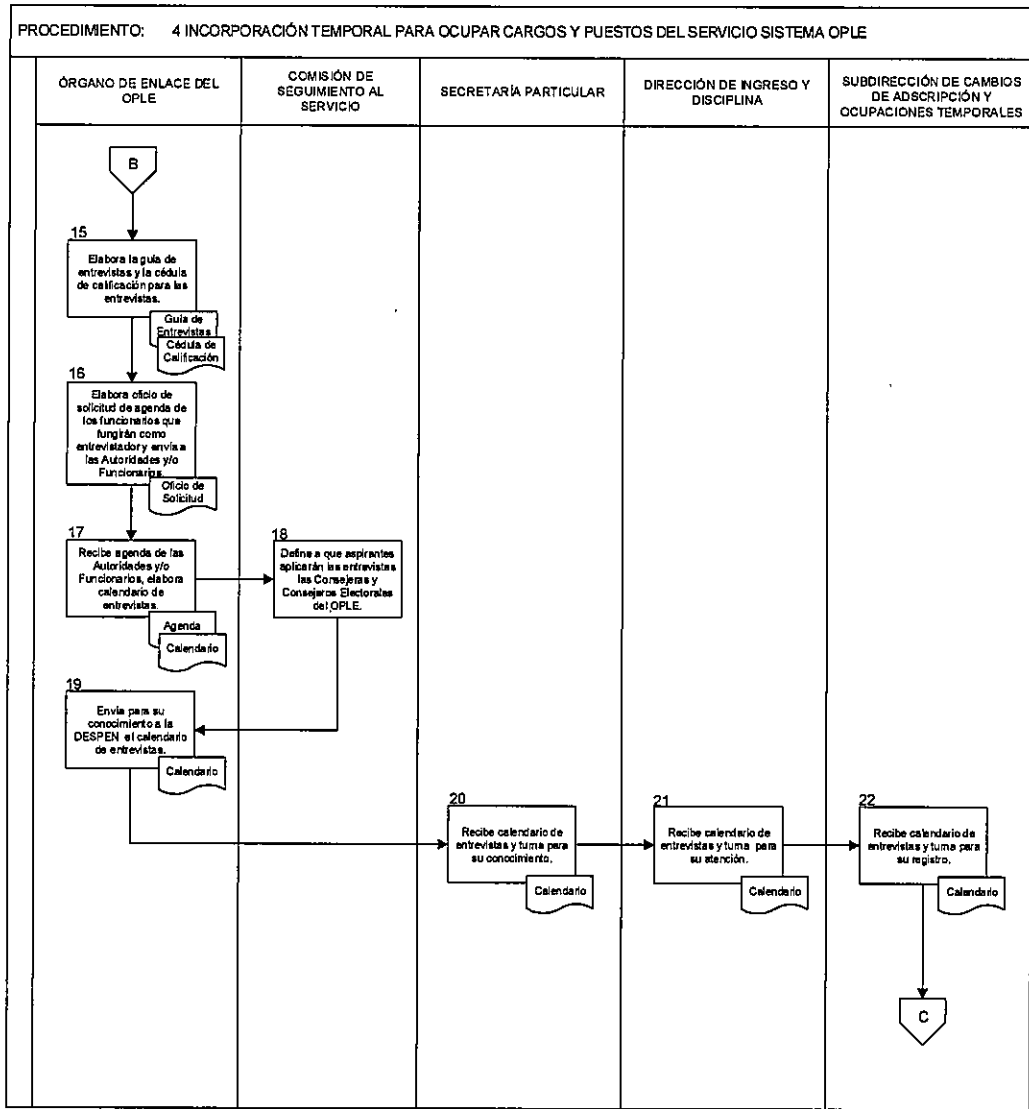 PROCEDIMIENTO: 4 INCORPORACIÓN TEMPORAL PARA OCUPAR CARGOS Y PUESTOS DEL SERVICIO SISTEMA OPLE
ÓRGANO DE ENLACE DEL
OPLE
COMISIÓN DE
SEGUIMIENTO AL
SERVICIO
SECRETARÍA PARTICULAR
DIRECCIÓN DE INGRESO Y
DISCIPLINA
SUBDIRECCIÓN DE CAMBIOS
DE ADSCRIPCIÓN Y
OCUPACIONES TEMPORALES
B
15
Elabora la guía de
entrevistas y la cédula
de calificación para las
entrevistas.
Guía de
Entrevistas
Cédula de
Calificación
16
Elabora oficio de
solicitud de agenda de
los funcionarios que
fungirán como
entrevistador y envía a
las Autoridades y/o
Funcionarios.
Oficio de
Solicitud
17
Recibe agenda de las
Autoridades y/o
Funcionarios, elabora
calendario de
entrevistas.
Agenda
Calendario
18
Define a que aspirantes
aplicarán las entrevistas
las Consejeras y
Consejeros Electorales
del OPLE.
19
Envía para su
conocimiento a la
DESPEN el calendario
de entrevistas.
Calendario
20
Recibe calendario de
entrevistas y turna para
su conocimiento.
Calendario
21
Recibe calendario de
entrevistas y turna para
su atención.
Calendario
22
Recibe calendario de
entrevistas y turna para
su registro.
Calendario
C